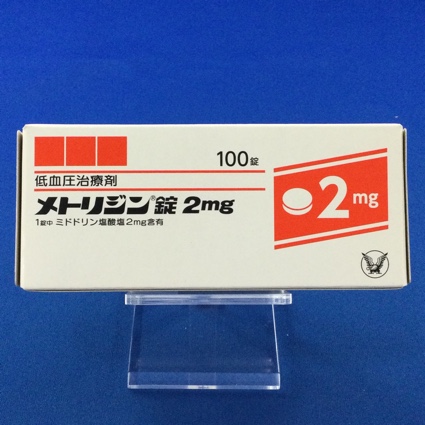 100錠
低血圧治療剤
メトリジン®錠 2mg
1錠中 ミドドリン塩酸塩2mg含有
2mg